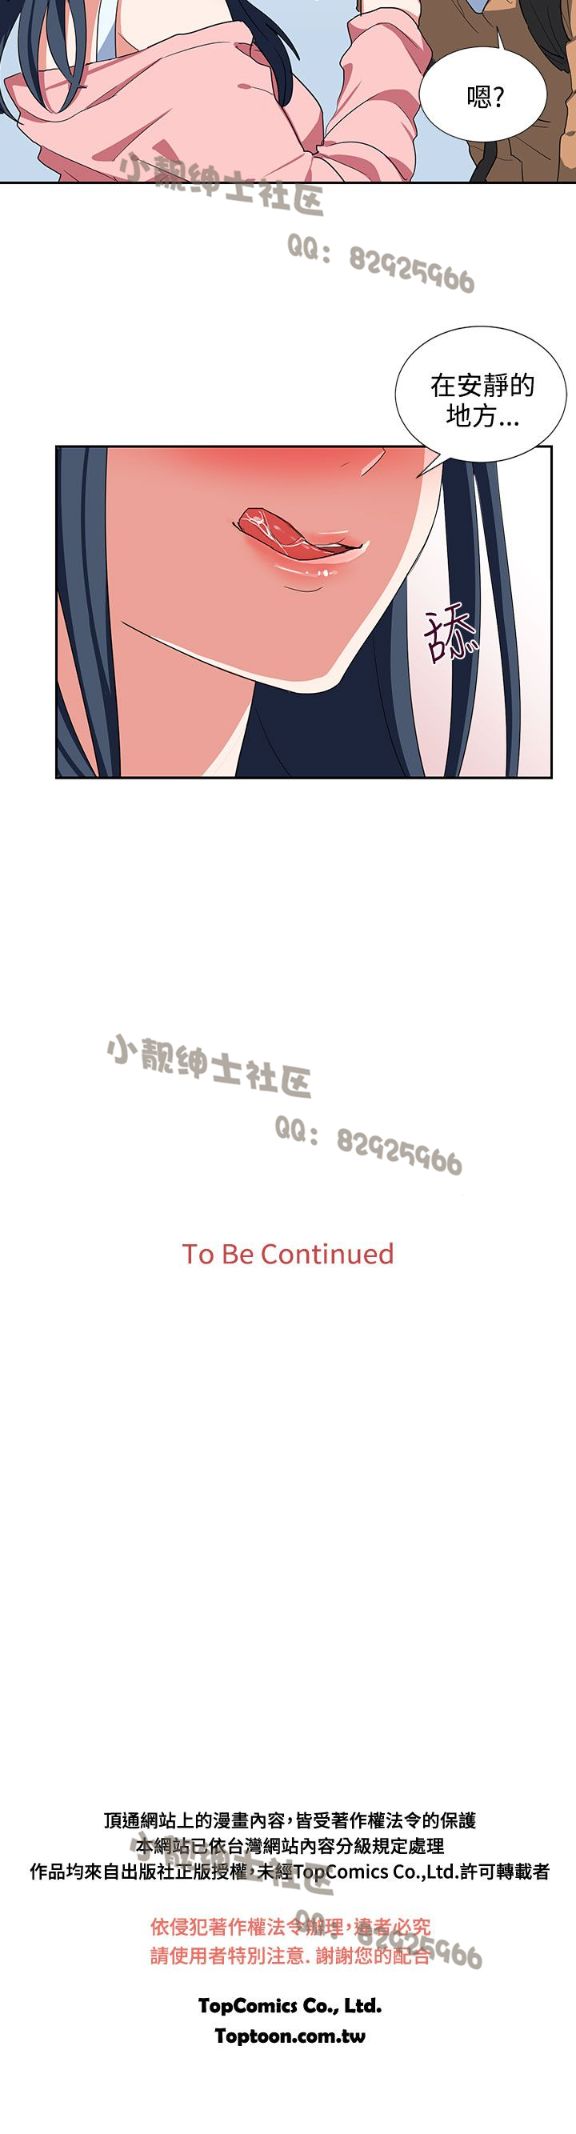 嗯?
小靓绅士社区
QQ: 82925966
在安靜的
地方...
舔
小靓绅士社区
QQ: 82925966
To Be Continued
頂通網站上的漫畫內容,皆受著作權法令的保護
本網站已依台灣網站內容分級規定處理
小靓绅士社区
作品均來自出版社正版授權,未經TopComics Co.,Ltd.許可轉載者
依侵犯著作權法令辦理,違者必究
QQ: 82925966
請使用者特別注意. 謝謝您的配合
TopComics Co., Ltd.
Toptoon.com.tw